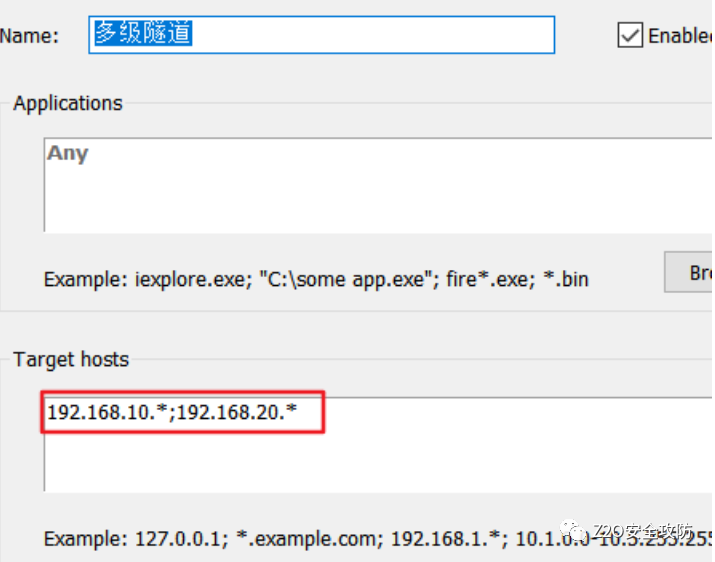 Name: 多级隧道 Enabled
Applications
Any
Example: iexplore.exe; "C:\some app.exe"; fire*.exe; *.bin
Target hosts
192.168.10.*;192.168.20.*
Example: 127.0.0.1; *.example.com; 192.168.1.*; 10.1.0.0-10.5.255.255
Z2O安全攻防